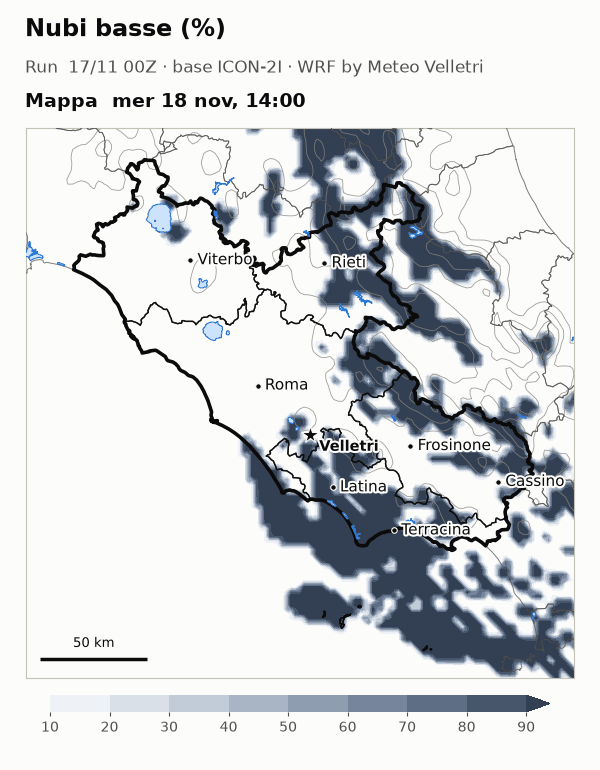 Nubi basse (%)
Run  17/11 00Z · base ICON-2I · WRF by Meteo Velletri
Mappa  mer 18 nov, 14:00
Viterbo
Rieti
Roma
Velletri
Frosinone
Latina
Cassino
Terracina
50 km
10 20 30 40 50 60 70 80 90